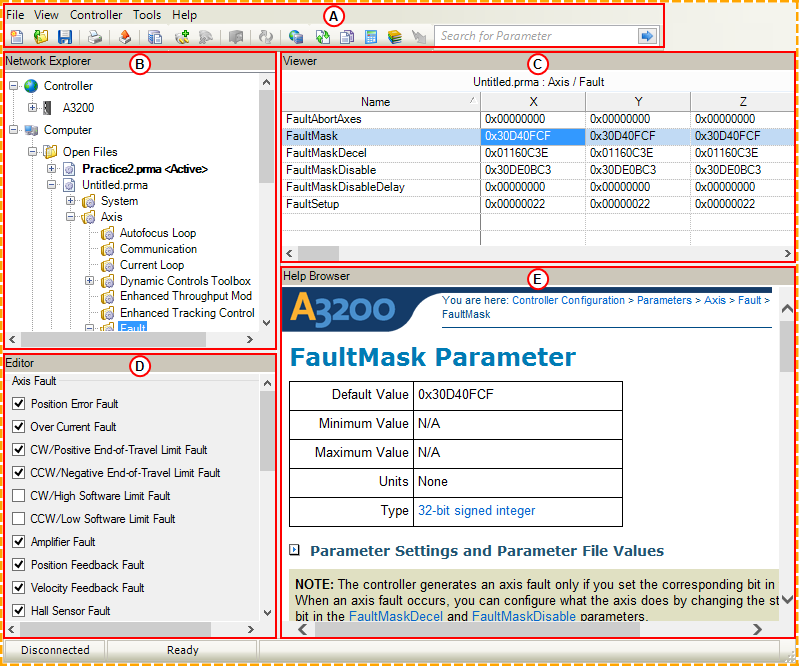 File View Controller Tools Help
A
Search for Parameter
Network Explorer
B
Controller
A3200
Computer
Open Files
Practice2.prma <Active>
Untitled.prma
System
Axis
Autofocus Loop
Communication
Current Loop
Dynamic Controls Toolbox
Enhanced Throughput Mod
Enhanced Tracking Control
Fault
Viewer
C
Untitled.prma : Axis / Fault
Name X Y Z
FaultAbortAxes 0x00000000 0x00000000 0x00000000
FaultMask 0x30D40FCF 0x30D40FCF 0x30D40FCF
FaultMaskDecel 0x01160C3E 0x01160C3E 0x01160C3E
FaultMaskDisable 0x30DE0BC3 0x30DE0BC3 0x30DE0BC3
FaultMaskDisableDelay 0x00000000 0x00000000 0x00000000
FaultSetup 0x00000022 0x00000022 0x00000022
Editor
D
Axis Fault
Position Error Fault
Over Current Fault
CW/Positive End-of-Travel Limit Fault
CCW/Negative End-of-Travel Limit Fault
CW/High Software Limit Fault
CCW/Low Software Limit Fault
Amplifier Fault
Position Feedback Fault
Velocity Feedback Fault
Hall Sensor Fault
Help Browser
E
A3200
You are here: Controller Configuration > Parameters > Axis > Fault >
FaultMask
FaultMask Parameter
Default Value 0x30D40FCF
Minimum Value N/A
Maximum Value N/A
Units None
Type 32-bit signed integer
Parameter Settings and Parameter File Values
NOTE: The controller generates an axis fault only if you set the corresponding bit in
When an axis fault occurs, you can configure what the axis does by changing the st
bit in the FaultMaskDecel and FaultMaskDisable parameters.
Disconnected Ready